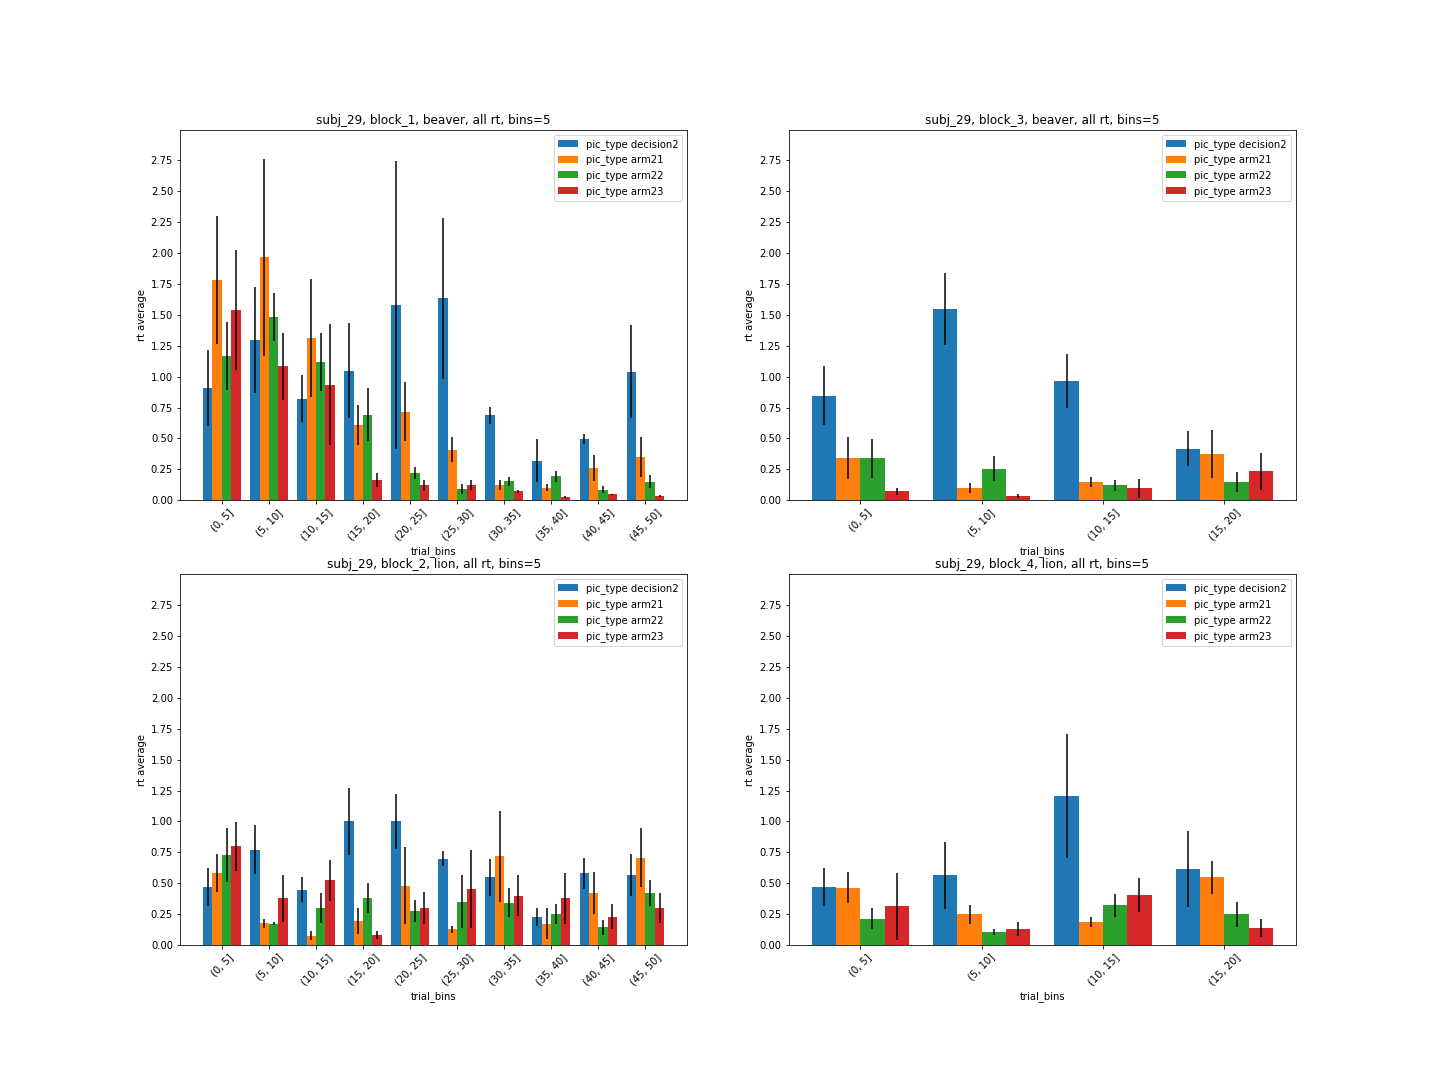 subj_29, block_1, beaver, all rt, bins=5
pic_type decision2
pic_type arm21
pic_type arm22
pic_type arm23
rt average
2.75
2.50
2.25
2.00
1.75
1.50
1.25
1.00
0.75
0.50
0.25
0.00
(0, 5]
(5, 10]
(10, 15]
(15, 20]
(20, 25]
(25, 30]
(30, 35]
(35, 40]
(40, 45]
(45, 50]
trial_bins
subj_29, block_3, beaver, all rt, bins=5
pic_type decision2
pic_type arm21
pic_type arm22
pic_type arm23
rt average
2.75
2.50
2.25
2.00
1.75
1.50
1.25
1.00
0.75
0.50
0.25
0.00
(0, 5]
(5, 10]
(10, 15]
(15, 20]
trial_bins
subj_29, block_2, lion, all rt, bins=5
pic_type decision2
pic_type arm21
pic_type arm22
pic_type arm23
rt average
2.75
2.50
2.25
2.00
1.75
1.50
1.25
1.00
0.75
0.50
0.25
0.00
(0, 5]
(5, 10]
(10, 15]
(15, 20]
(20, 25]
(25, 30]
(30, 35]
(35, 40]
(40, 45]
(45, 50]
trial_bins
subj_29, block_4, lion, all rt, bins=5
pic_type decision2
pic_type arm21
pic_type arm22
pic_type arm23
rt average
2.75
2.50
2.25
2.00
1.75
1.50
1.25
1.00
0.75
0.50
0.25
0.00
(0, 5]
(5, 10]
(10, 15]
(15, 20]
trial_bins